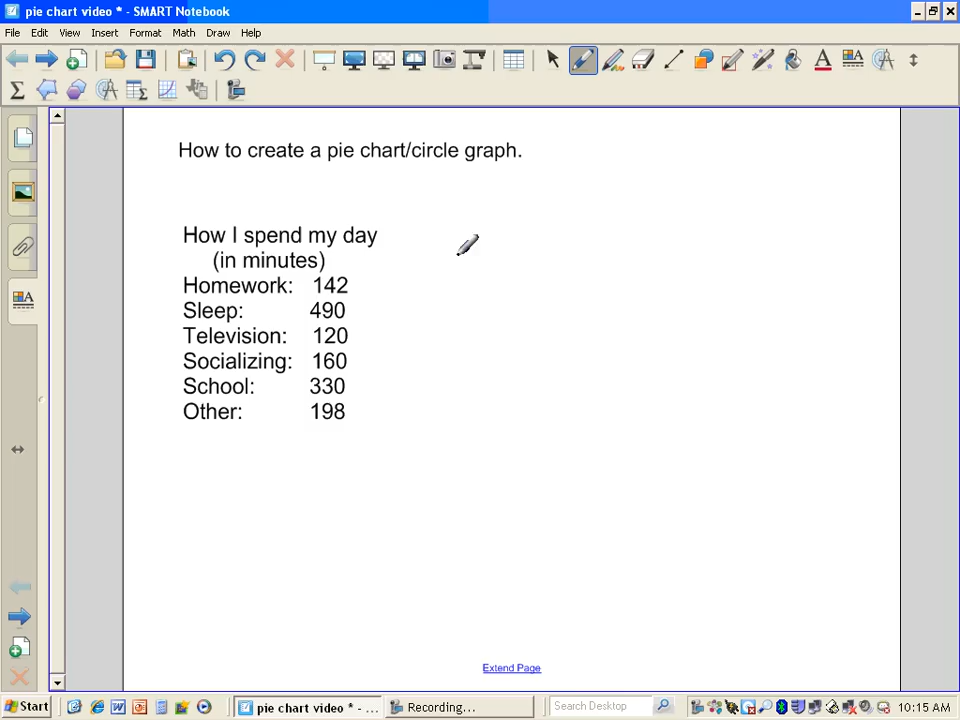 pie chart video * - SMART Notebook
File Edit View Insert Format Math Draw Help
How to create a pie chart/circle graph.
How I spend my day
(in minutes)
Homework: 142
Sleep: 490
Television: 120
Socializing: 160
School: 330
Other: 198
Extend Page
Start
pie chart video * - ...
Recording...
Search Desktop
10:15 AM